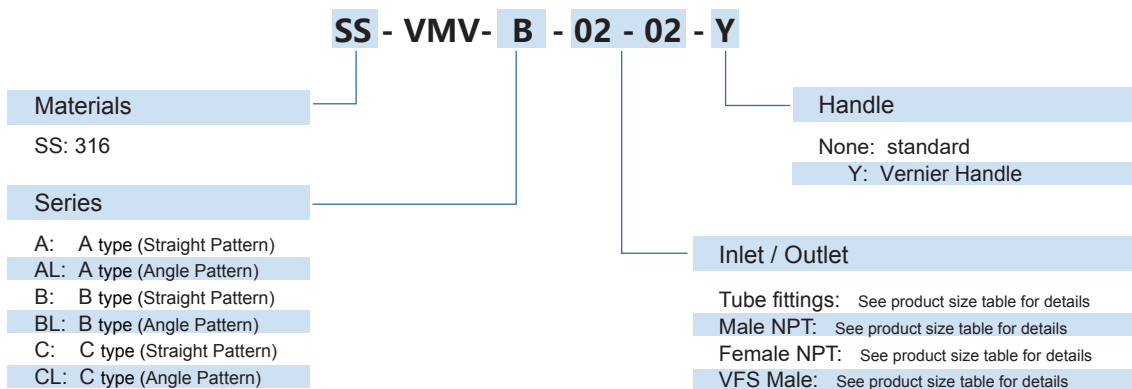 SS - VMV- B - 02 - 02 - Y
Materials
SS: 316
Series
A: A type (Straight Pattern)
AL: A type (Angle Pattern)
B: B type (Straight Pattern)
BL: B type (Angle Pattern)
C: C type (Straight Pattern)
CL: C type (Angle Pattern)
Handle
None: standard
Y: Vernier Handle
Inlet / Outlet
Tube fittings: See product size table for details
Male NPT: See product size table for details
Female NPT: See product size table for details
VFS Male: See product size table for details